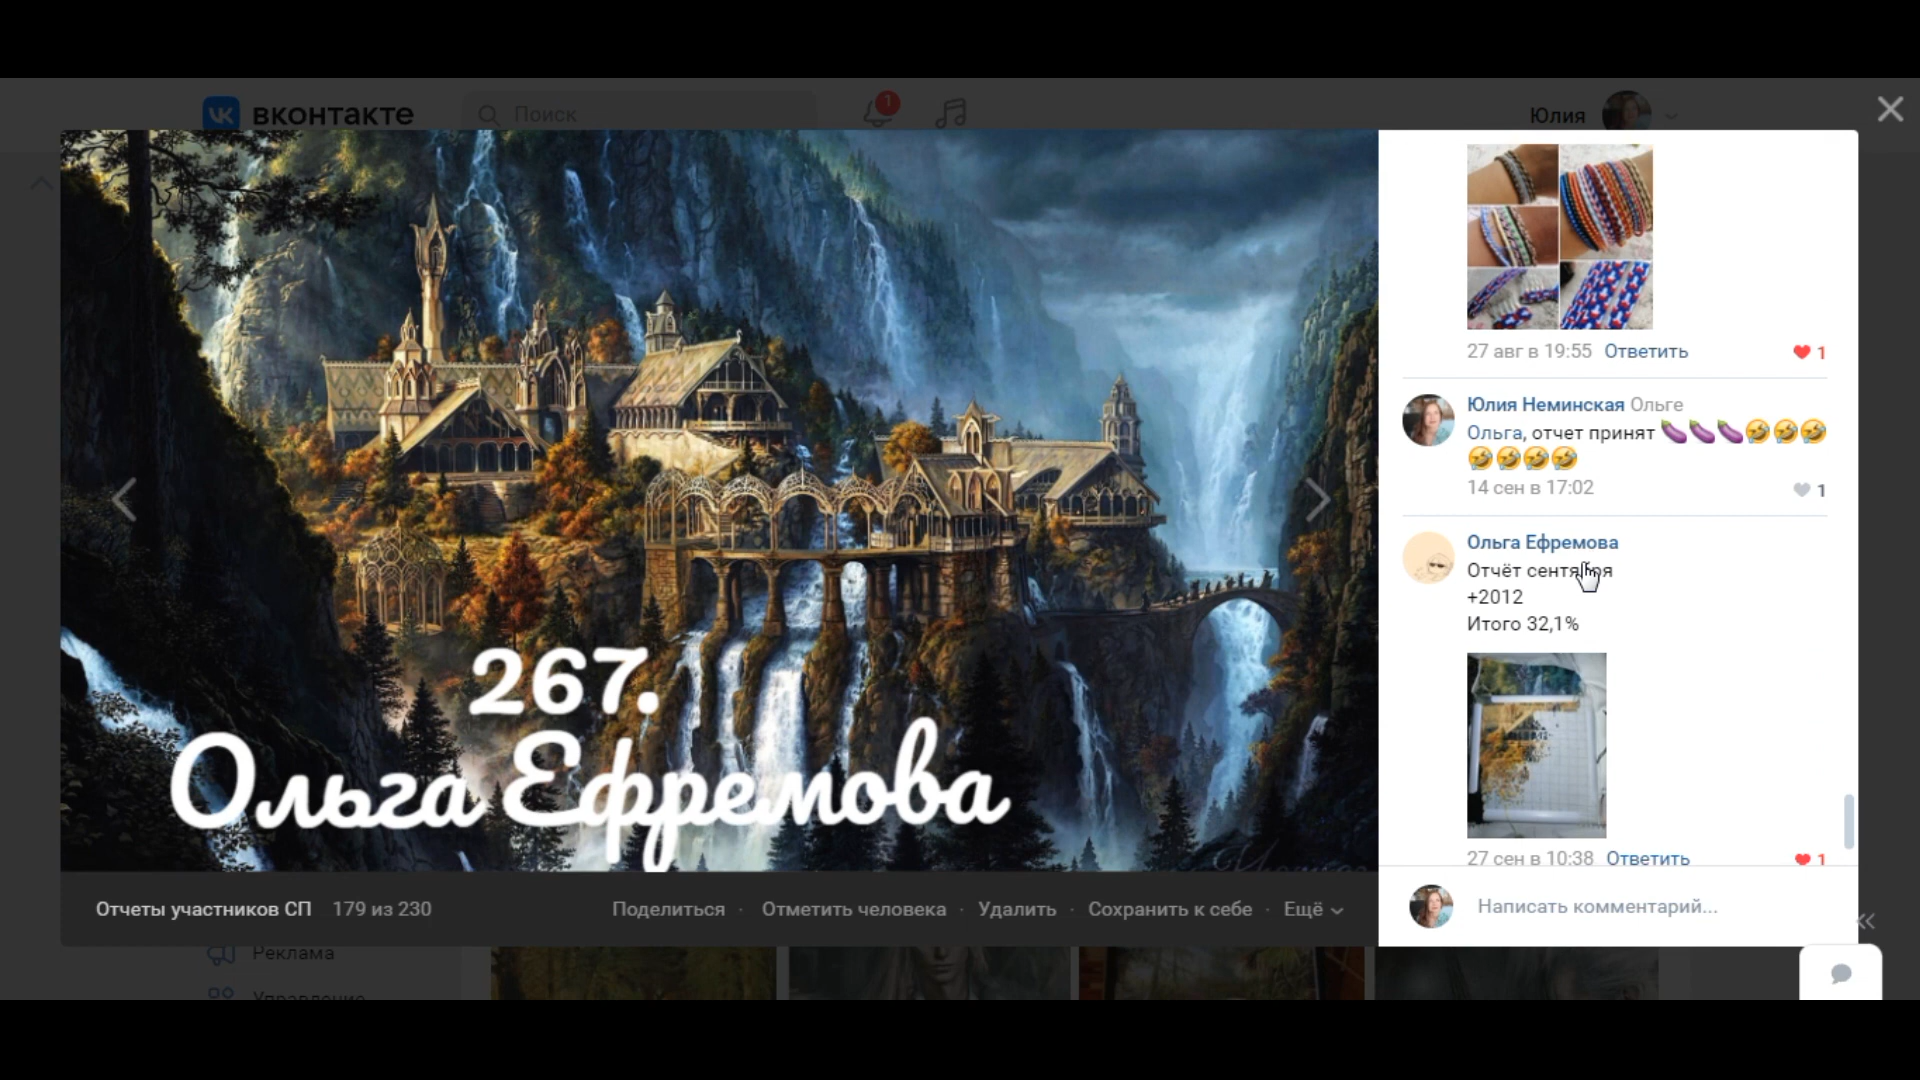 вконтакте
Поиск
1
Юлия
267.
Ольга Ефремова
27 авг в 19:55 Ответить
1
Юлия Неминская Ольге
Ольга, отчет принят 🍆🍆🍆🤣🤣🤣
🤣🤣🤣🤣
14 сен в 17:02
1
Ольга Ефремова
Отчёт сентября
+2012
Итого 32,1%
27 сен в 10:38 Ответить
1
Написать комментарий...
Отчеты участников СП 179 из 230
Поделиться · Отметить человека · Удалить · Сохранить к себе · Ещё
Реклама
Управление